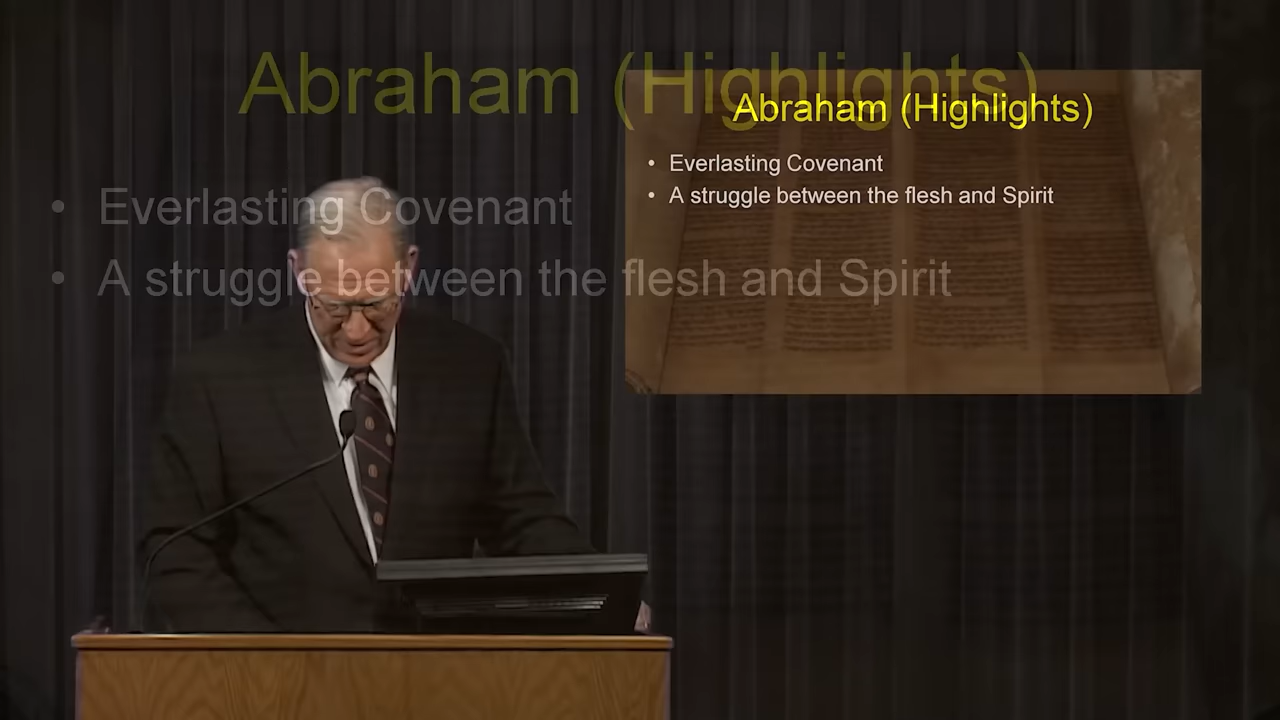 Abraham (Highlights)
• Everlasting Covenant
• A struggle between the flesh and Spirit
Abraham (Highlights)
• Everlasting Covenant
• A struggle between the flesh and Spirit